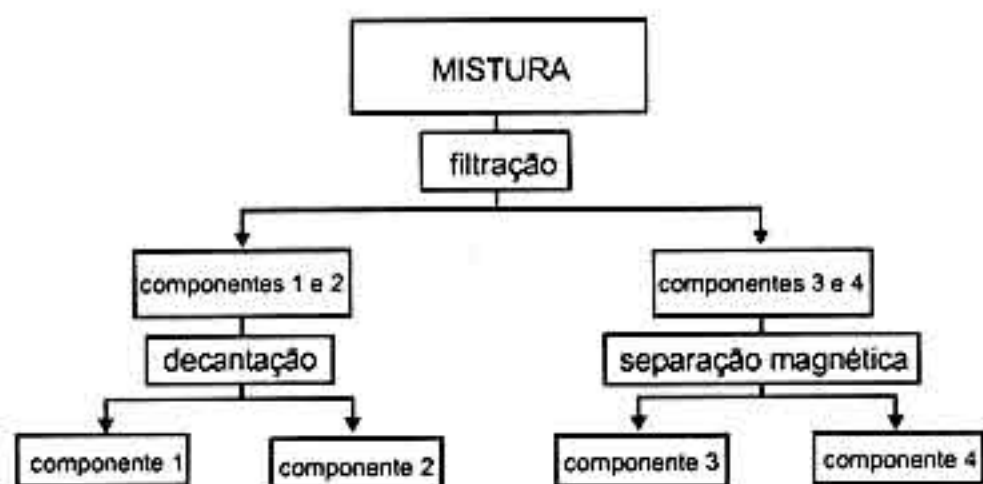 MISTURA
filtração
componentes 1 e 2
componentes 3 e 4
decantação
separação magnética
componente 1
componente 2
componente 3
componente 4